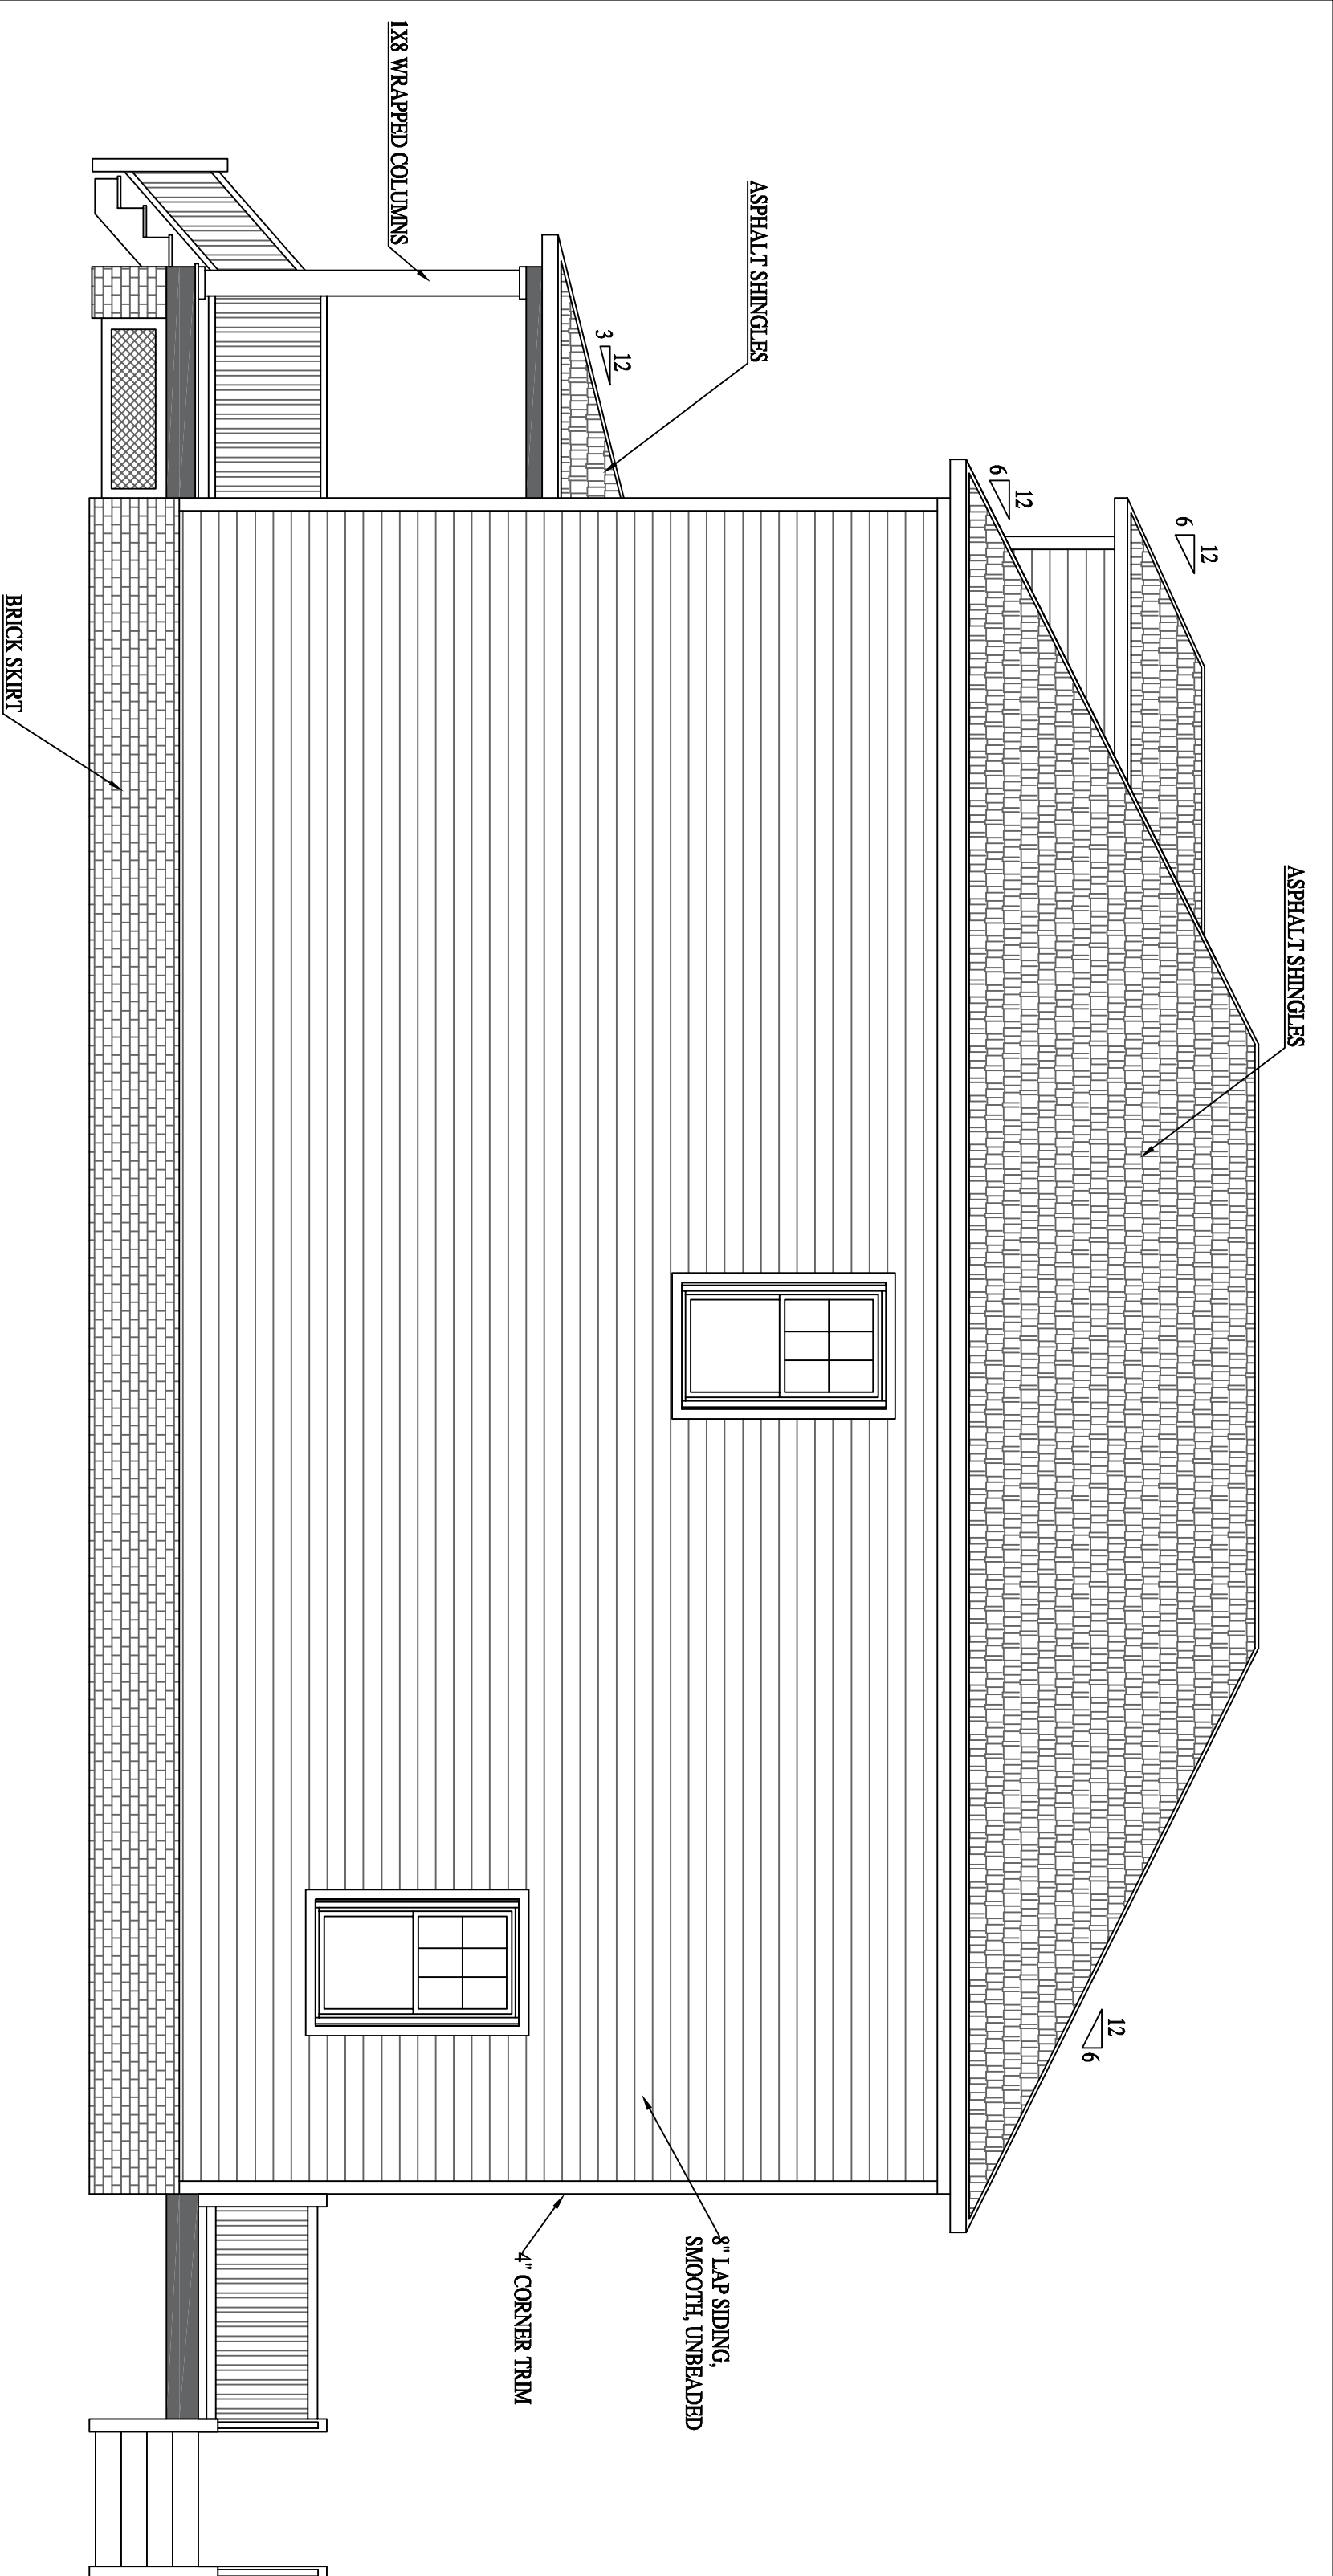 ASPHALT SHINGLES
12
6
12
6
12
6
ASPHALT SHINGLES
12
3
8" LAP SIDING,
SMOOTH, UNBEADED
1X8 WRAPPED COLUMNS
4" CORNER TRIM
BRICK SKIRT